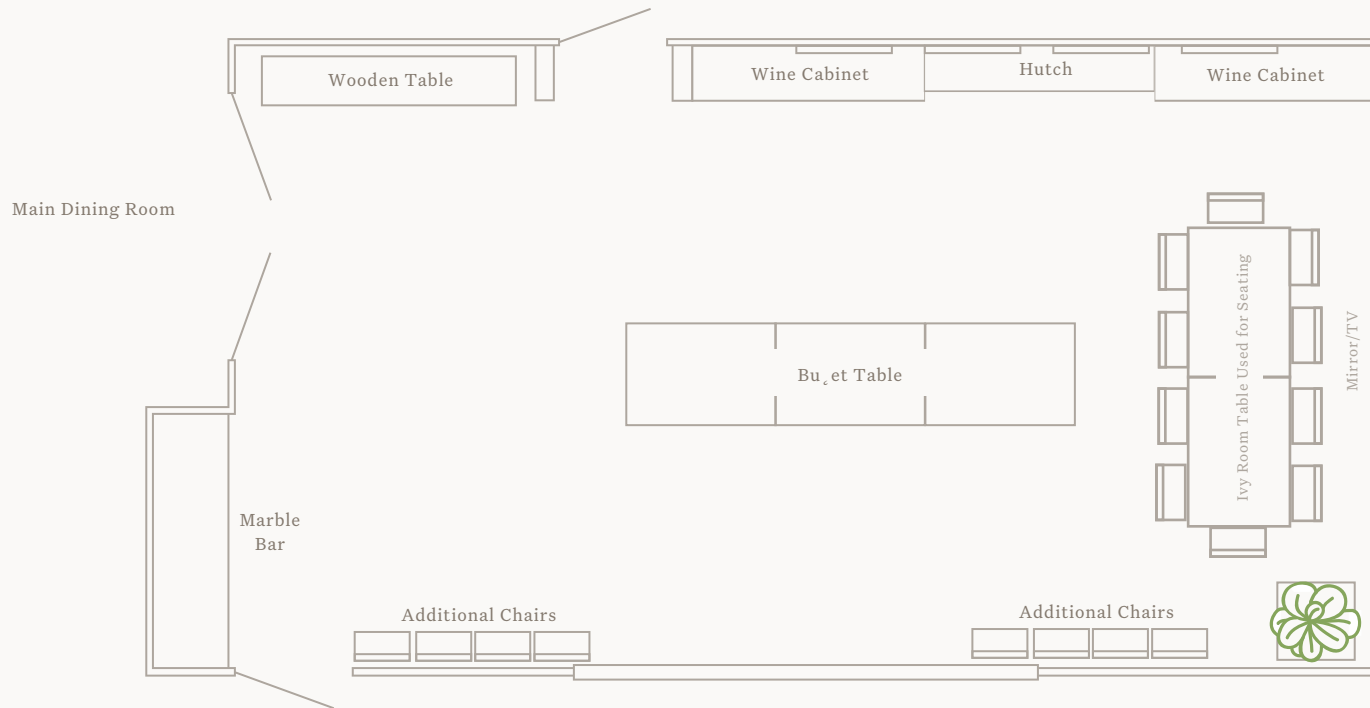 Wooden Table
Wine Cabinet
Hutch
Wine Cabinet
Main Dining Room
Ivy Room Table Used for Seating
Mirror/TV
Bu˛et Table
Marble
Bar
Additional Chairs
Additional Chairs